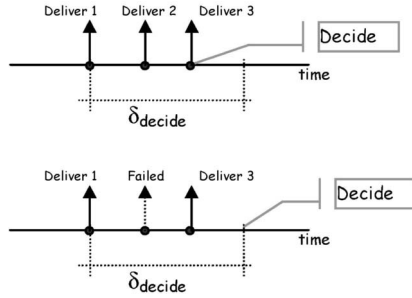 Deliver 1 Deliver 2 Deliver 3
Decide
time
δdecide
Deliver 1 Failed Deliver 3
Decide
time
δdecide